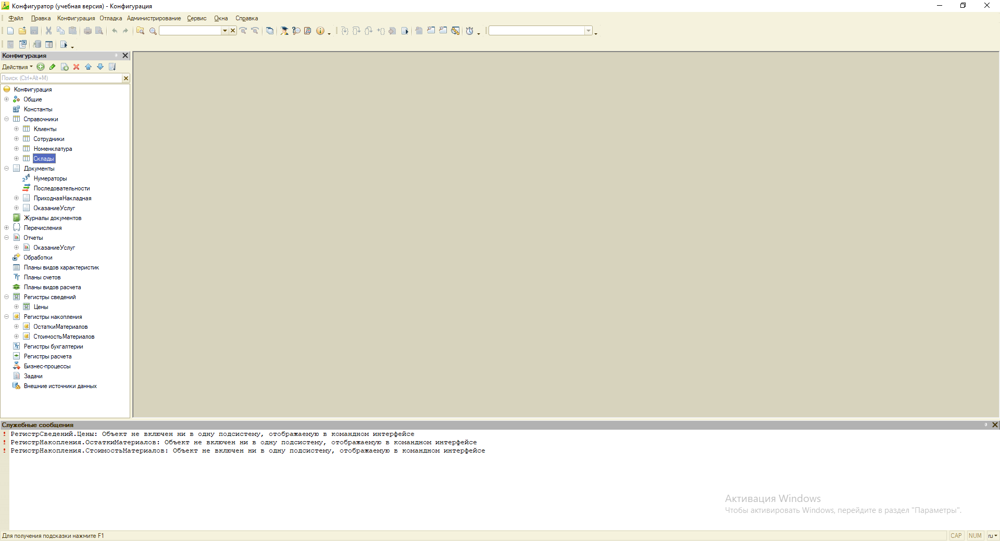 Конфигуратор (учебная версия) - Конфигурация
Файл Правка Конфигурация Отладка Администрирование Сервис Окна Справка
Конфигурация
Действия
Поиск (Ctrl+Alt+M)
Конфигурация
Общие
Константы
Справочники
Клиенты
Сотрудники
Номенклатура
Склады
Документы
Нумераторы
Последовательности
ПриходнаяНакладная
ОказаниеУслуг
Журналы документов
Перечисления
Отчеты
ОказаниеУслуг
Обработки
Планы видов характеристик
Планы счетов
Планы видов расчета
Регистры сведений
Цены
Регистры накопления
ОстаткиМатериалов
СтоимостьМатериалов
Регистры бухгалтерии
Регистры расчета
Бизнес-процессы
Задачи
Внешние источники данных
Служебные сообщения
РегистрСведений.Цены: Объект не включен ни в одну подсистему, отображаемую в командном интерфейсе
РегистрНакопления.ОстаткиМатериалов: Объект не включен ни в одну подсистему, отображаемую в командном интерфейсе
РегистрНакопления.СтоимостьМатериалов: Объект не включен ни в одну подсистему, отображаемую в командном интерфейсе
Активация Windows
Чтобы активировать Windows, перейдите в раздел "Параметры".
Для получения подсказки нажмите F1
CAP NUM ru